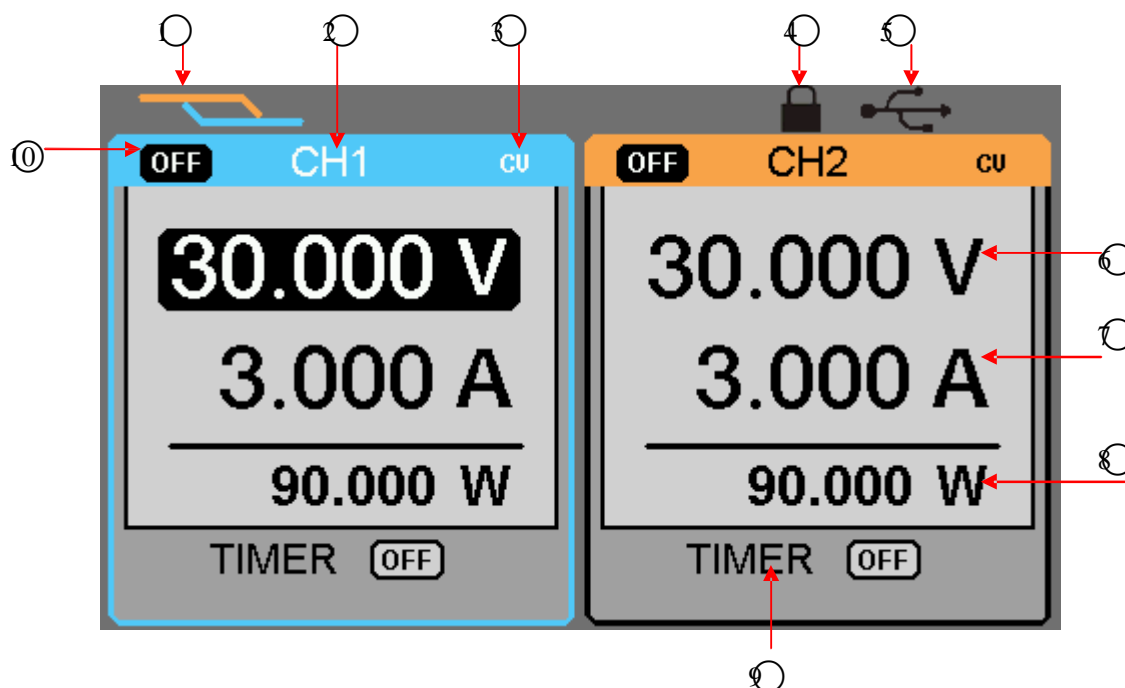 1 2 3 4 5
10 OFF CH1 CV OFF CH2 CV
30.000 V 30.000 V 6
3.000 A 3.000 A 7
90.000 W 90.000 W 8
TIMER OFF TIMER OFF
9